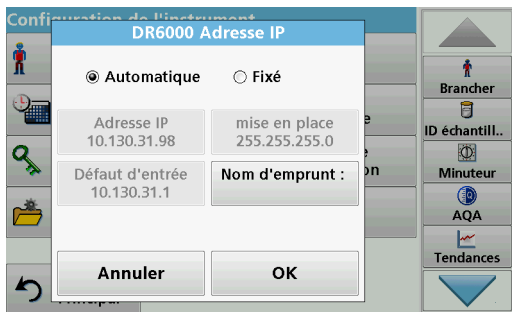 Configuration de l'instrument
DR6000 Adresse IP
Automatique
Fixé
Adresse IP
10.130.31.98
mise en place
255.255.255.0
Défaut d'entrée
10.130.31.1
Nom d'emprunt :
Annuler
OK
Principal
Brancher
ID échantill..
Minuteur
AQA
Tendances